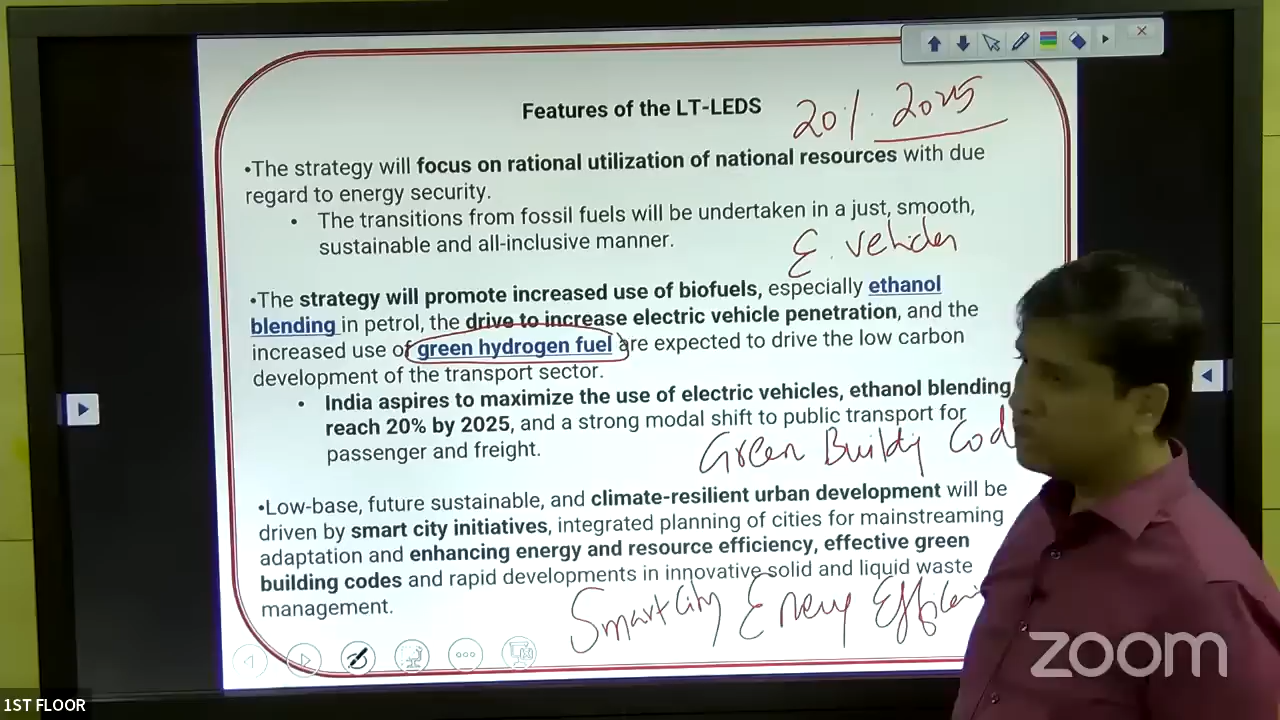 Features of the LT-LEDS
20% 2025
•The strategy will focus on rational utilization of national resources with due
regard to energy security.
• The transitions from fossil fuels will be undertaken in a just, smooth,
sustainable and all-inclusive manner.
E. vehicles
•The strategy will promote increased use of biofuels, especially ethanol
blending in petrol, the drive to increase electric vehicle penetration, and the
increased use of green hydrogen fuel are expected to drive the low carbon
development of the transport sector.
• India aspires to maximize the use of electric vehicles, ethanol blending
reach 20% by 2025, and a strong modal shift to public transport for
passenger and freight.
Green Building Cod
•Low-base, future sustainable, and climate-resilient urban development will be
driven by smart city initiatives, integrated planning of cities for mainstreaming
adaptation and enhancing energy and resource efficiency, effective green
building codes and rapid developments in innovative solid and liquid waste
management.
Smart City Energy Efficien
zoom
1ST FLOOR